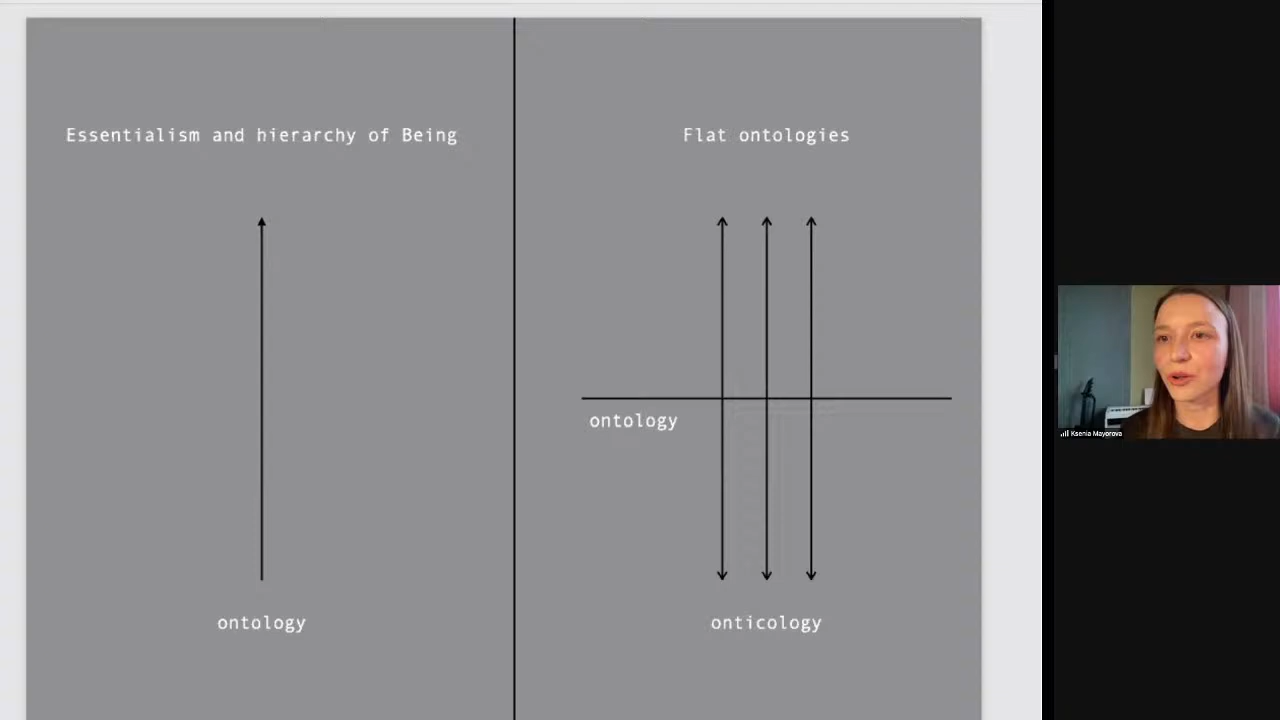 Essentialism and hierarchy of Being
ontology
Flat ontologies
ontology
onticology
Ksenia Mayorova